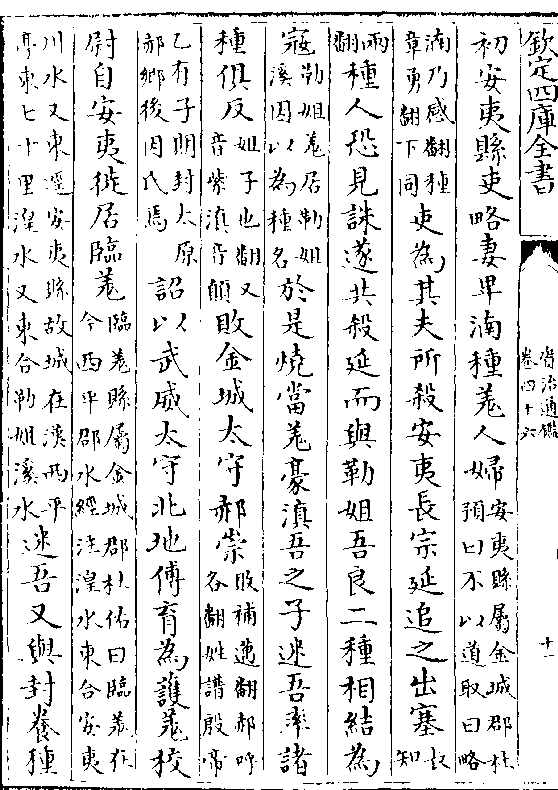 欽定四庫全書
資治通鑑
卷四十六
十一
初安夷縣吏略妻卑湳種羌人婦安夷縣屬金城郡杜預曰不以道取曰略
湳乃感翻種章勇翻下同吏為其夫所殺安夷長宗延追之出塞長知
兩翻種人恐見誅遂共殺延而與勒姐吾良二種相結為
寇勒姐羌居勒姐溪因以為種名於是燒當羌豪滇吾之子迷吾率諸
種俱反姐子也翻又音紫滇音顛敗金城太守郝崇敗補邁翻郝呼各翻姓譜殷帝
乙有子期封太原郝鄉後因氏焉詔以武威太守北地傅育為護羌校
尉自安夷徙居臨羌臨羌縣屬金城郡杜佑曰臨羌在今西平郡水經注湟水東合安夷
川水又東逕安夷縣故城在漢西平亭東七十里湟水又東合勒姐溪水迷吾又與封養種